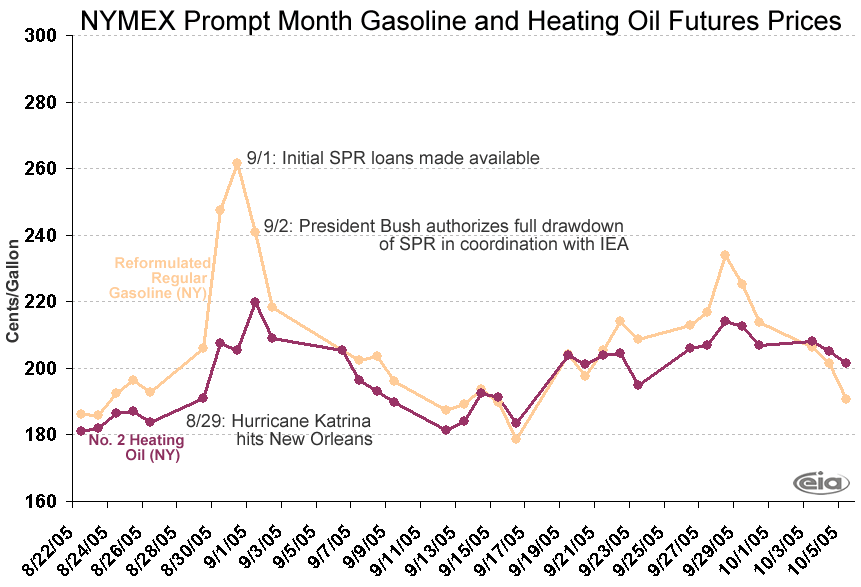 NYMEX Prompt Month Gasoline and Heating Oil Futures Prices
300
280
260
240
220
200
180
160
Cents/Gallon
9/1: Initial SPR loans made available
9/2: President Bush authorizes full drawdown
of SPR in coordination with IEA
Reformulated
Regular
Gasoline (NY)
8/29: Hurricane Katrina
hits New Orleans
No. 2 Heating
Oil (NY)
eia
8/22/05
8/24/05
8/26/05
8/28/05
8/30/05
9/1/05
9/3/05
9/5/05
9/7/05
9/9/05
9/11/05
9/13/05
9/15/05
9/17/05
9/19/05
9/21/05
9/23/05
9/25/05
9/27/05
9/29/05
10/1/05
10/3/05
10/5/05